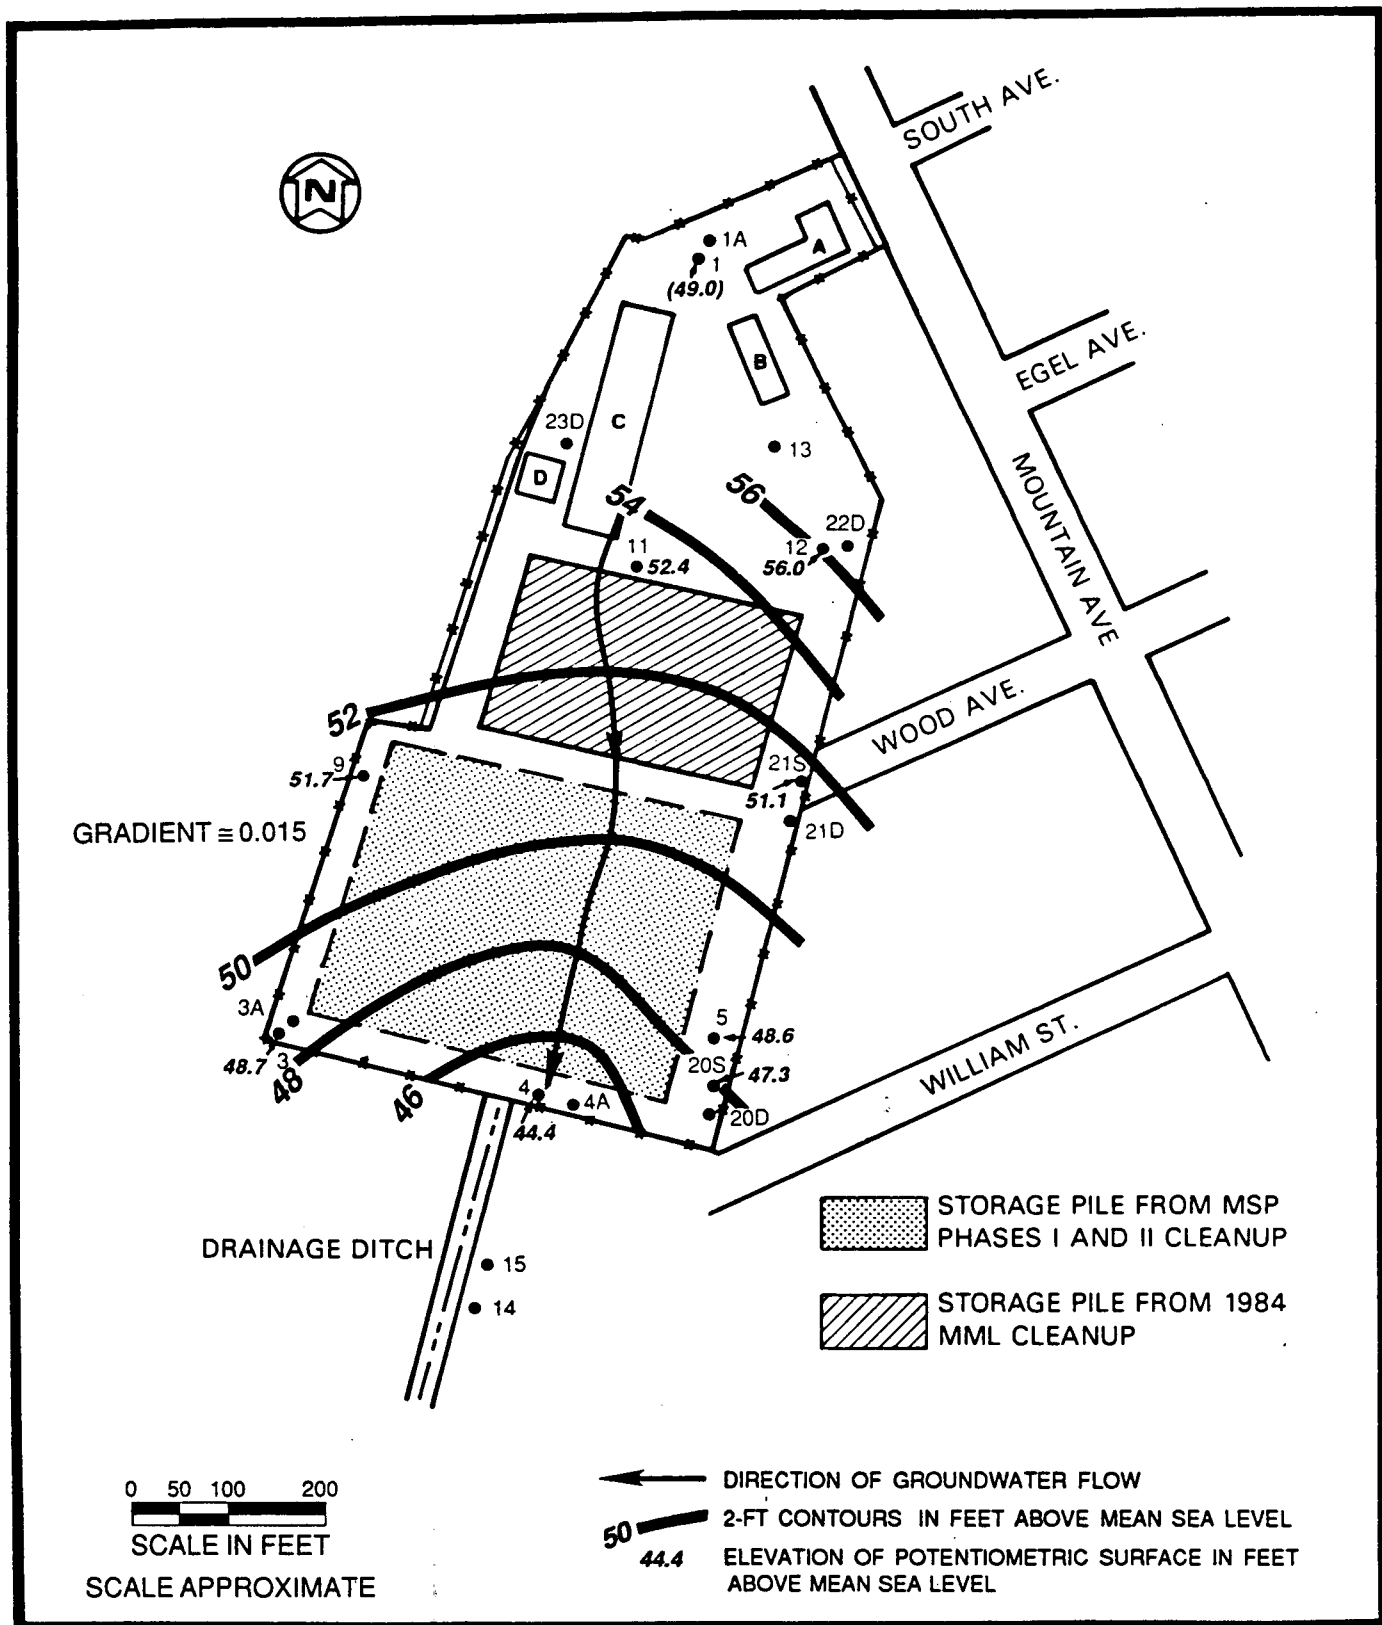 SOUTH AVE.
N
1A
A
1
(49.0)
EGEL AVE.
B
C
23D
13
D
MOUNTAIN AVE
56
54
22D
12
11
52.4
56.0
WOOD AVE.
52
9
51.7
21S
51.1
GRADIENT ≅ 0.015
21D
50
3A
5
48.6
WILLIAM ST.
48.7
3
48
20S
47.3
46
4
4A
20D
44.4
STORAGE PILE FROM MSP
PHASES I AND II CLEANUP
DRAINAGE DITCH
15
14
STORAGE PILE FROM 1984
MML CLEANUP
0 50 100 200
SCALE IN FEET
SCALE APPROXIMATE
DIRECTION OF GROUNDWATER FLOW
50
2-FT CONTOURS IN FEET ABOVE MEAN SEA LEVEL
44.4
ELEVATION OF POTENTIOMETRIC SURFACE IN FEET
ABOVE MEAN SEA LEVEL